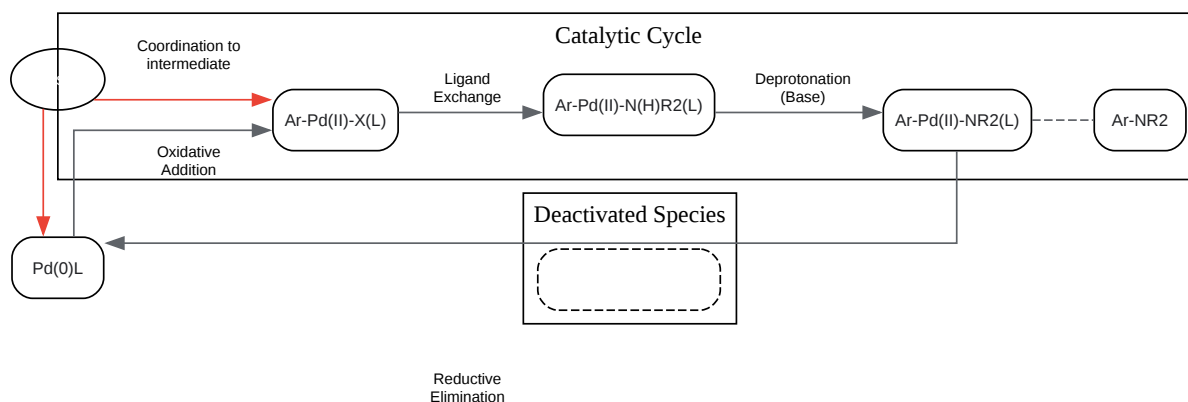 Catalytic Cycle
Coordination to
intermediate
Ligand
Exchange
Deprotonation
(Base)
Ar-Pd(II)-X(L)
Ar-Pd(II)-N(H)R2(L)
Ar-Pd(II)-NR2(L)
Ar-NR2
Oxidative
Addition
Deactivated Species
Pd(0)L
Reductive
Elimination